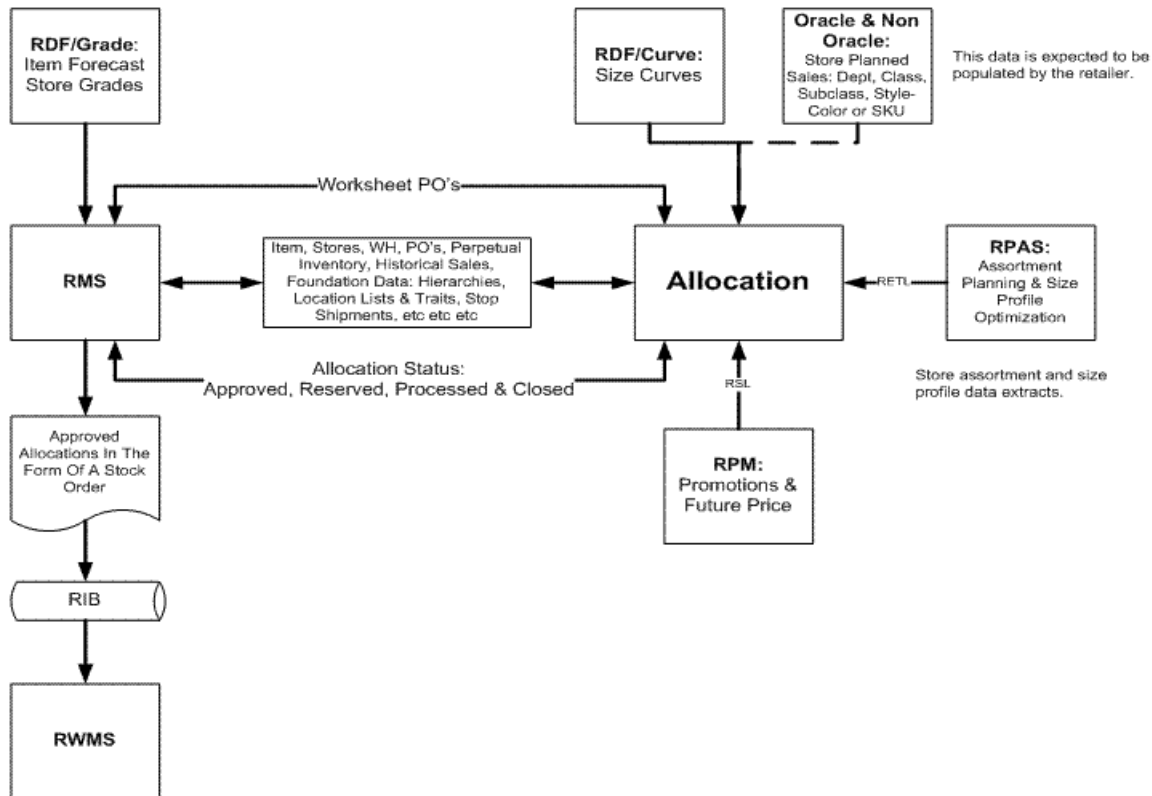 RDF/Grade:
Item Forecast
Store Grades
RDF/Curve:
Size Curves
Oracle & Non
Oracle:
Store Planned
Sales: Dept, Class,
Subclass, Style-
Color or SKU
This data is expected to be
populated by the retailer.
Worksheet PO's
RMS
Item, Stores, WH, PO's, Perpetual
Inventory, Historical Sales,
Foundation Data: Hierarchies,
Location Lists & Traits, Stop
Shipments, etc etc etc
Allocation
RETL
RPAS:
Assortment
Planning & Size
Profile
Optimization
Allocation Status:
Approved, Reserved, Processed & Closed
RSL
Store assortment and size
profile data extracts.
Approved
Allocations In The
Form Of A Stock
Order
RPM:
Promotions &
Future Price
RIB
RWMS